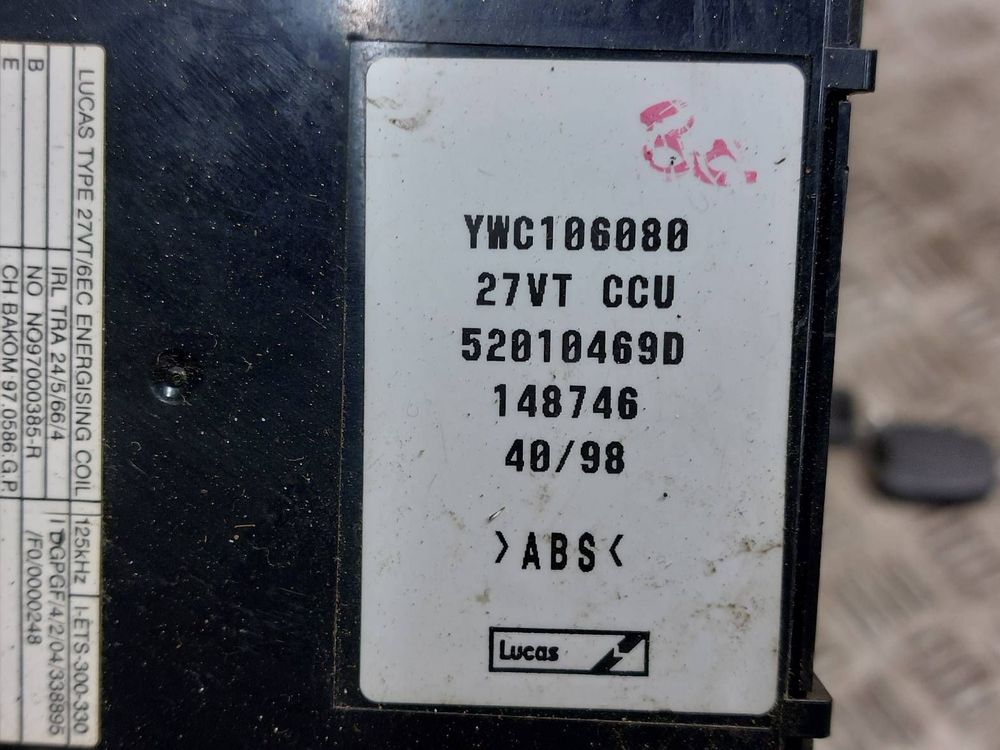 YWC106080
27VT CCU
52010469D
148746
40/98
>ABS<
Lucas
LUCAS TYPE 27VT/6EC ENERGISING COIL 125kHz I-ETS-300-330
IRL TRA 24/5/66/4 I DGPGF/4/2/04/338895
B NO NO97000385-R /F0/0000248
E CH BAKOM 97.0586.G.P.